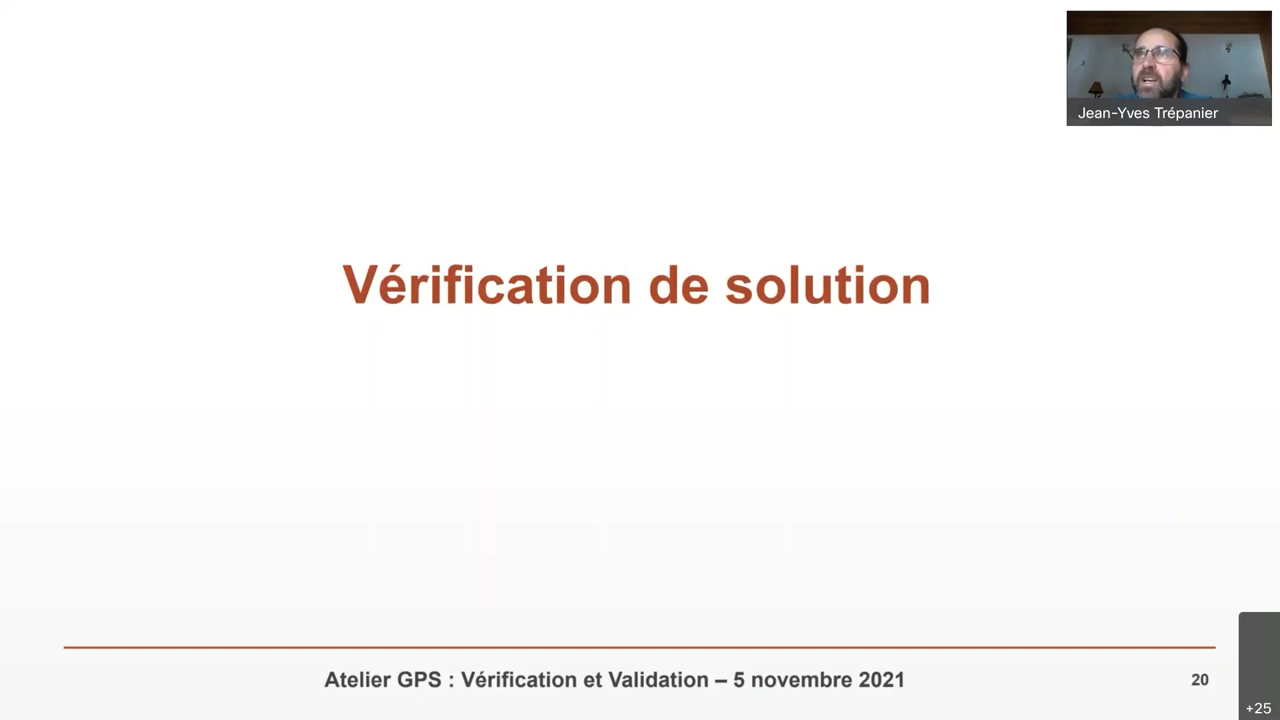 Jean-Yves Trépanier
Vérification de solution
Atelier GPS : Vérification et Validation – 5 novembre 2021
20
+25